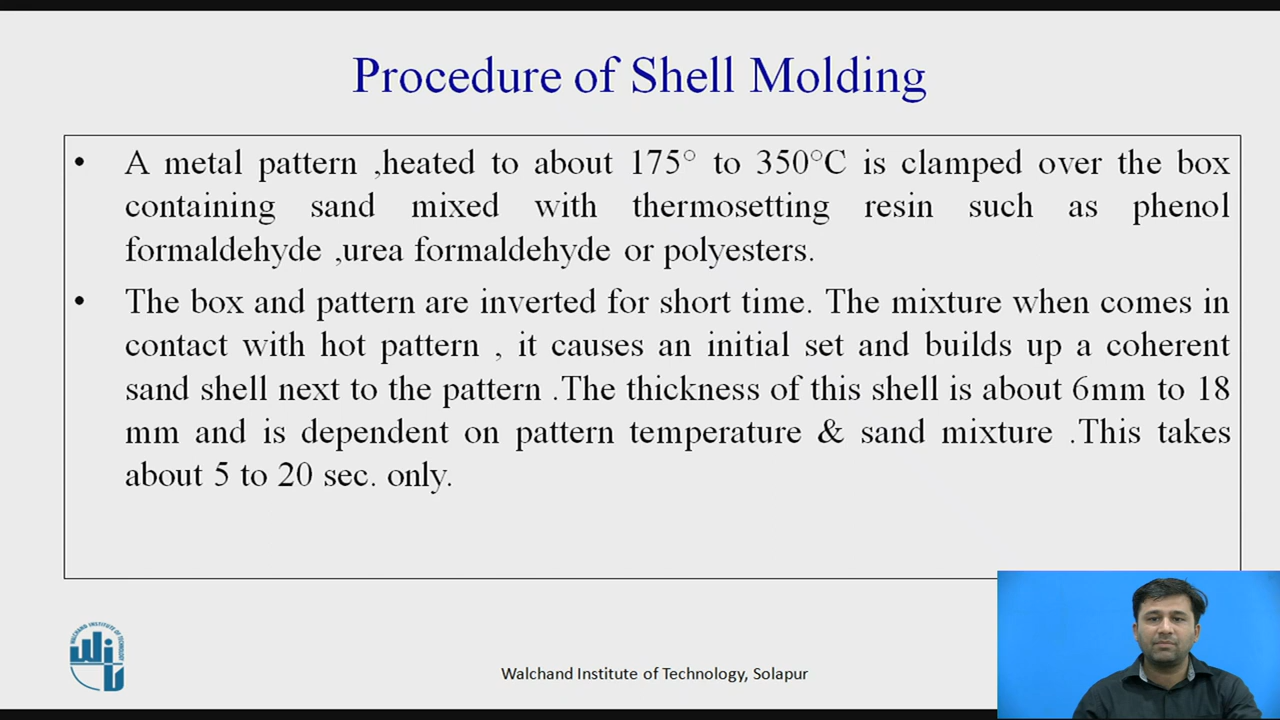 Procedure of Shell Molding
• A metal pattern ,heated to about 175° to 350°C is clamped over the box
containing sand mixed with thermosetting resin such as phenol
formaldehyde ,urea formaldehyde or polyesters.
• The box and pattern are inverted for short time. The mixture when comes in
contact with hot pattern , it causes an initial set and builds up a coherent
sand shell next to the pattern .The thickness of this shell is about 6mm to 18
mm and is dependent on pattern temperature & sand mixture .This takes
about 5 to 20 sec. only.
WALCHAND INSTITUTE OF TECHNOLOGY
Walchand Institute of Technology, Solapur